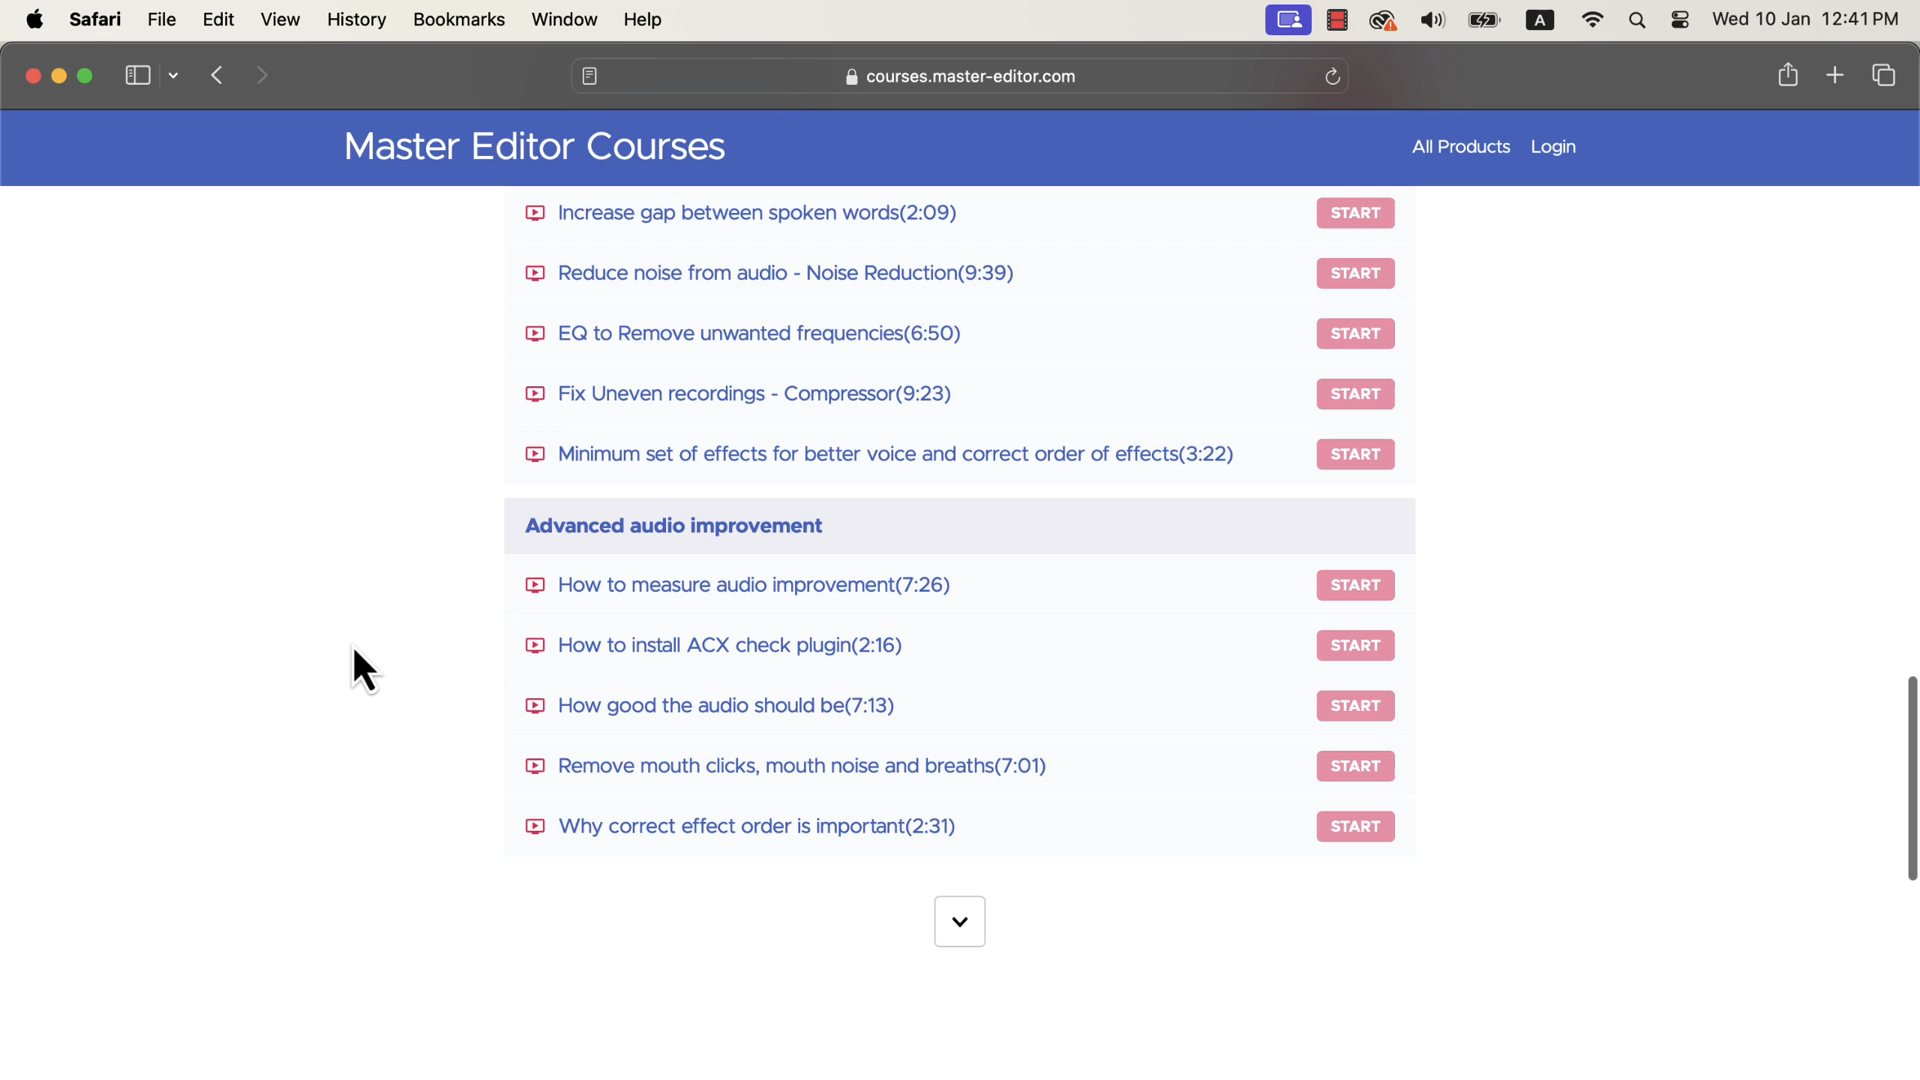 Safari File Edit View History Bookmarks Window Help A Wed 10 Jan 12:41 PM
courses.master-editor.com
Master Editor Courses All Products Login
Increase gap between spoken words(2:09) START
Reduce noise from audio - Noise Reduction(9:39) START
EQ to Remove unwanted frequencies(6:50) START
Fix Uneven recordings - Compressor(9:23) START
Minimum set of effects for better voice and correct order of effects(3:22) START
Advanced audio improvement
How to measure audio improvement(7:26) START
How to install ACX check plugin(2:16) START
How good the audio should be(7:13) START
Remove mouth clicks, mouth noise and breaths(7:01) START
Why correct effect order is important(2:31) START